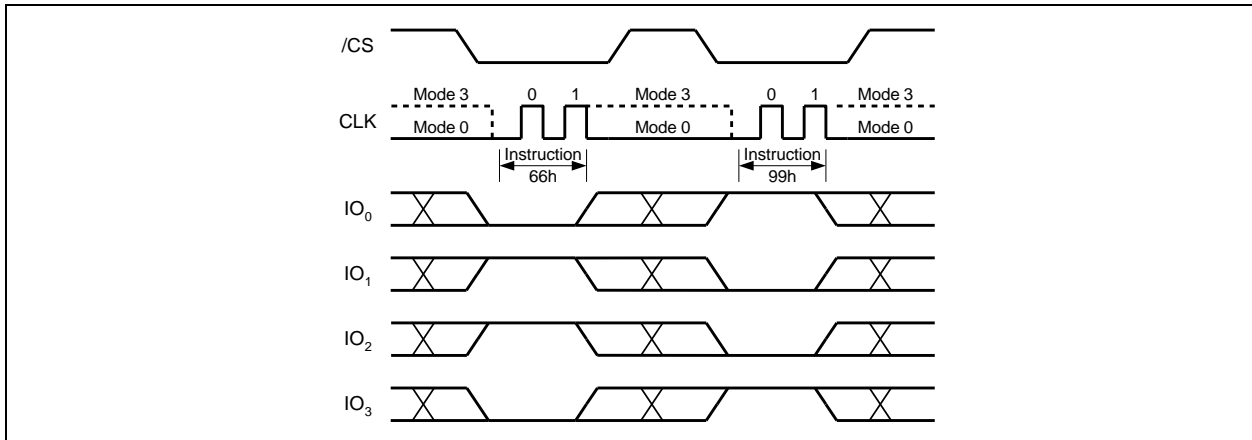 /CS
Mode 3 0 1 Mode 3 0 1 Mode 3
CLK Mode 0 Mode 0 Mode 0
Instruction Instruction
66h 99h
IO0
IO1
IO2
IO3